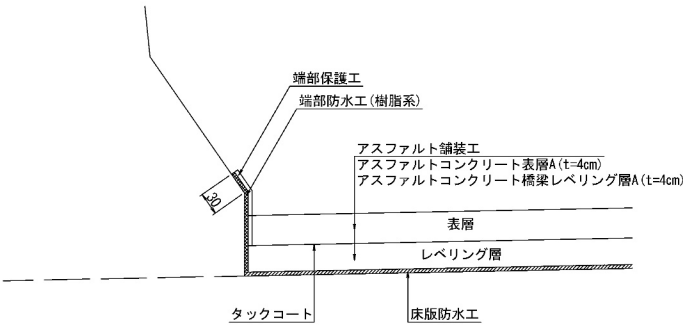 端部保護工
端部防水工(樹脂系)
アスファルト舗装工
アスファルトコンクリート表層A(t=4cm)
アスファルトコンクリート橋梁レベリング層A(t=4cm)
30
表層
レベリング層
タックコート
床版防水工